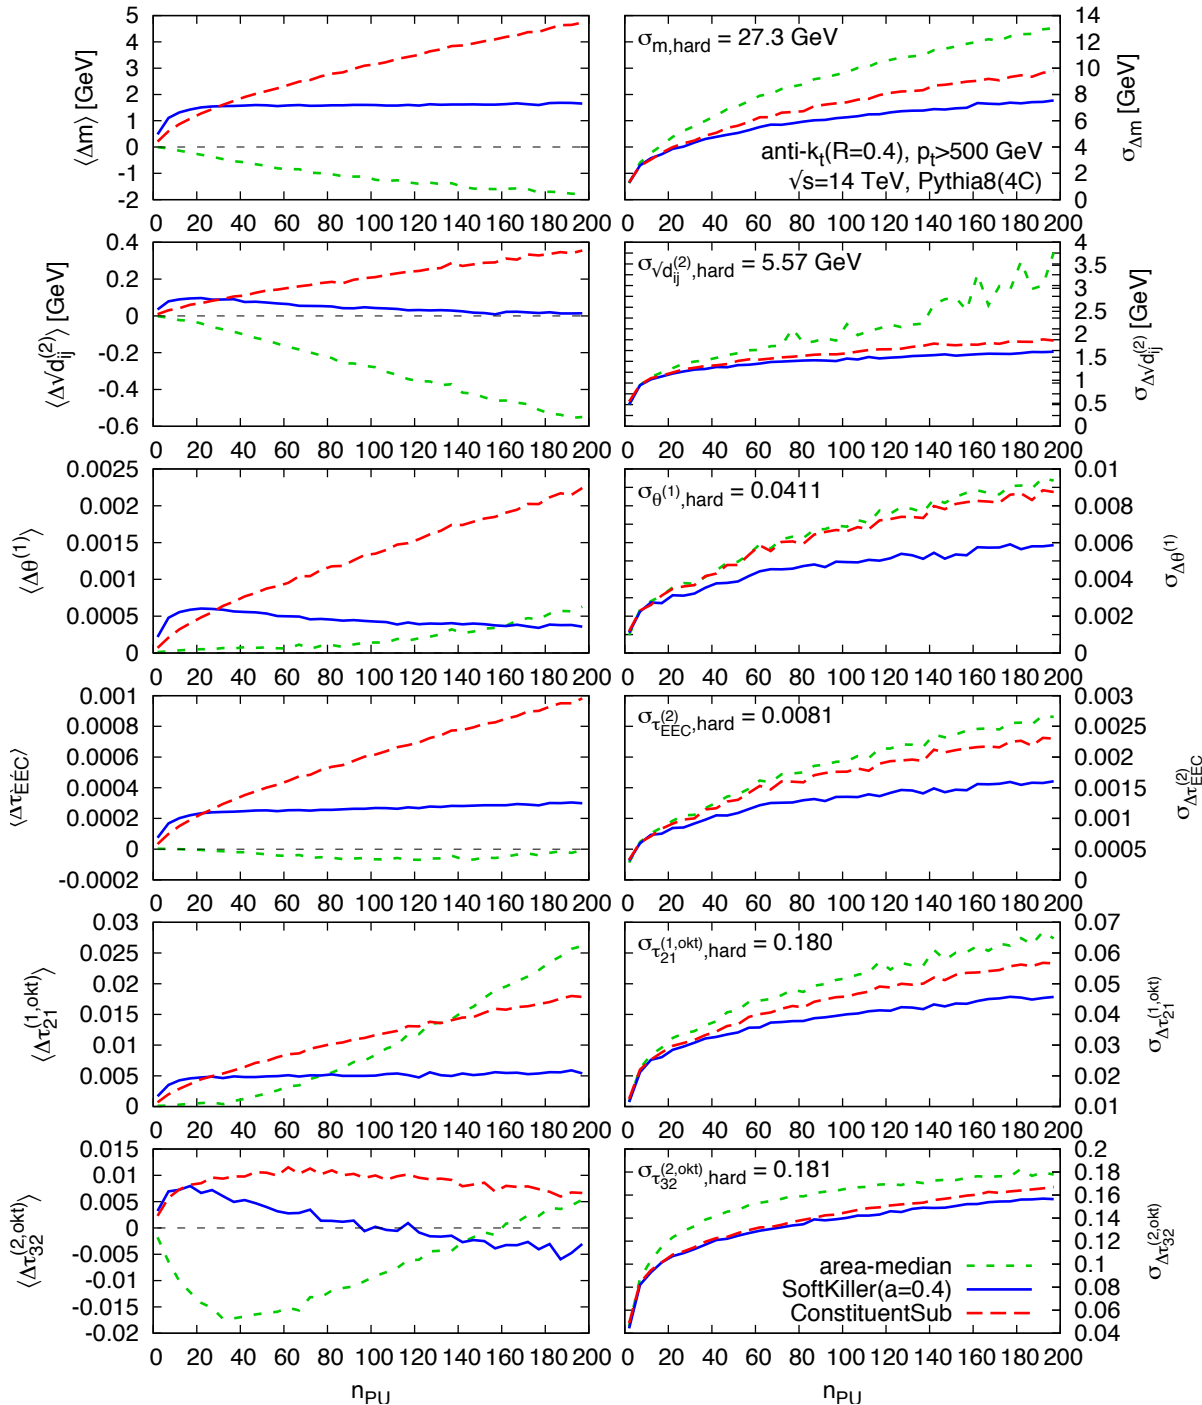 5
4
3
2
1
0
-1
-2
⟨Δm⟩ [GeV]
0 20 40 60 80 100 120 140 160 180 200
σm,hard = 27.3 GeV
anti-kt(R=0.4), pt>500 GeV
√s=14 TeV, Pythia8(4C)
14
12
10
8
6
4
2
0
σΔm [GeV]
0 20 40 60 80 100 120 140 160 180 200
0.4
0.2
0
-0.2
-0.4
-0.6
⟨Δ√dij(2)⟩ [GeV]
0 20 40 60 80 100 120 140 160 180 200
σ√dij(2),hard = 5.57 GeV
4
3.5
3
2.5
2
1.5
1
0.5
0
σΔ√dij(2) [GeV]
0 20 40 60 80 100 120 140 160 180 200
0.0025
0.002
0.0015
0.001
0.0005
0
⟨Δθ(1)⟩
0 20 40 60 80 100 120 140 160 180 200
σθ(1),hard = 0.0411
0.01
0.008
0.006
0.004
0.002
0
σΔθ(1)
0 20 40 60 80 100 120 140 160 180 200
0.001
0.0008
0.0006
0.0004
0.0002
0
-0.0002
⟨ΔτEEC⟩
0 20 40 60 80 100 120 140 160 180 200
στEEC(2),hard = 0.0081
0.003
0.0025
0.002
0.0015
0.001
0.0005
0
σΔτEEC(2)
0 20 40 60 80 100 120 140 160 180 200
0.03
0.025
0.02
0.015
0.01
0.005
0
⟨Δτ21(1,okt)⟩
0 20 40 60 80 100 120 140 160 180 200
στ21(1,okt),hard = 0.180
0.07
0.06
0.05
0.04
0.03
0.02
0.01
σΔτ21(1,okt)
0 20 40 60 80 100 120 140 160 180 200
0.015
0.01
0.005
0
-0.005
-0.01
-0.015
-0.02
⟨Δτ32(2,okt)⟩
0 20 40 60 80 100 120 140 160 180 200
nPU
στ32(2,okt),hard = 0.181
area-median
SoftKiller(a=0.4)
ConstituentSub
0.2
0.18
0.16
0.14
0.12
0.1
0.08
0.06
0.04
σΔτ32(2,okt)
0 20 40 60 80 100 120 140 160 180 200
nPU